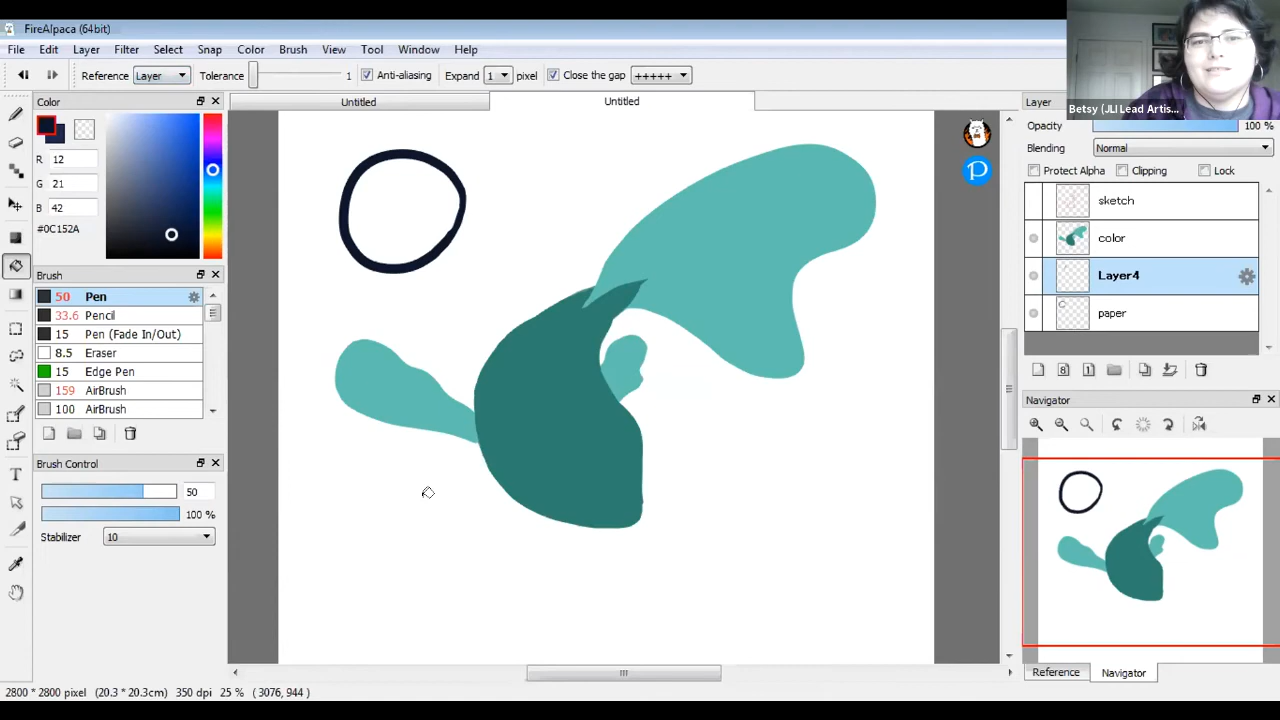 FireAlpaca (64bit)
File Edit Layer Filter Select Snap Color Brush View Tool Window Help
Reference Layer Tolerance 1 Anti-aliasing Expand 1 pixel Close the gap +++++
Betsy (JLI Lead Artis...
Color
Untitled
Untitled
Layer
Opacity 100 %
Blending Normal
Protect Alpha Clipping Lock
R 12
G 21
B 42
#0C152A
sketch
color
Layer4
paper
Brush
50 Pen
33.6 Pencil
15 Pen (Fade In/Out)
8.5 Eraser
15 Edge Pen
159 AirBrush
100 AirBrush
1
Navigator
Brush Control
50
100 %
Stabilizer 10
T
P
Reference Navigator
2800 * 2800 pixel (20.3 * 20.3cm) 350 dpi 25 % ( 3076, 944 )